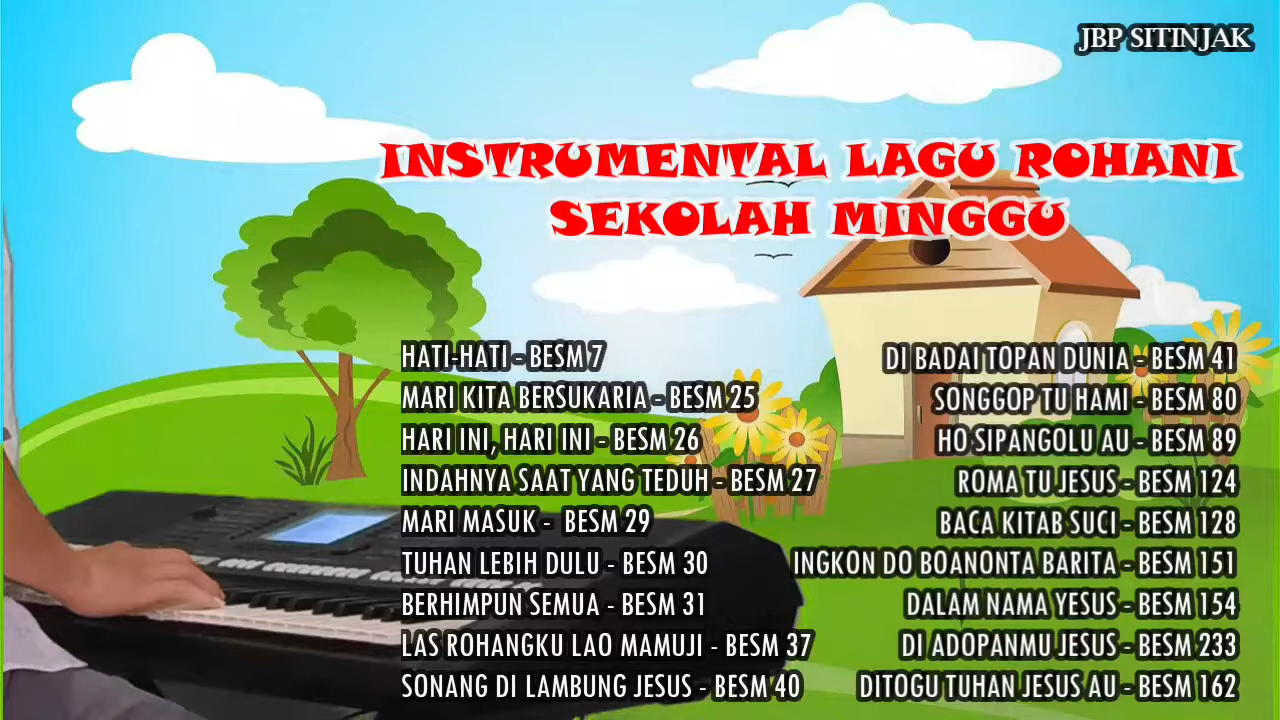 JBP SITINJAK
INSTRUMENTAL LAGU ROHANI
SEKOLAH MINGGU
HATI-HATI - BESM 7
MARI KITA BERSUKARIA - BESM 25
HARI INI, HARI INI - BESM 26
INDAHNYA SAAT YANG TEDUH - BESM 27
MARI MASUK - BESM 29
TUHAN LEBIH DULU - BESM 30
BERHIMPUN SEMUA - BESM 31
LAS ROHANGKU LAO MAMUJI - BESM 37
SONANG DI LAMBUNG JESUS - BESM 40
DI BADAI TOPAN DUNIA - BESM 41
SONGGOP TU HAMI - BESM 80
HO SIPANGOLU AU - BESM 89
ROMA TU JESUS - BESM 124
BACA KITAB SUCI - BESM 128
INGKON DO BOANONTA BARITA - BESM 151
DALAM NAMA YESUS - BESM 154
DI ADOPANMU JESUS - BESM 233
DITOGU TUHAN JESUS AU - BESM 162